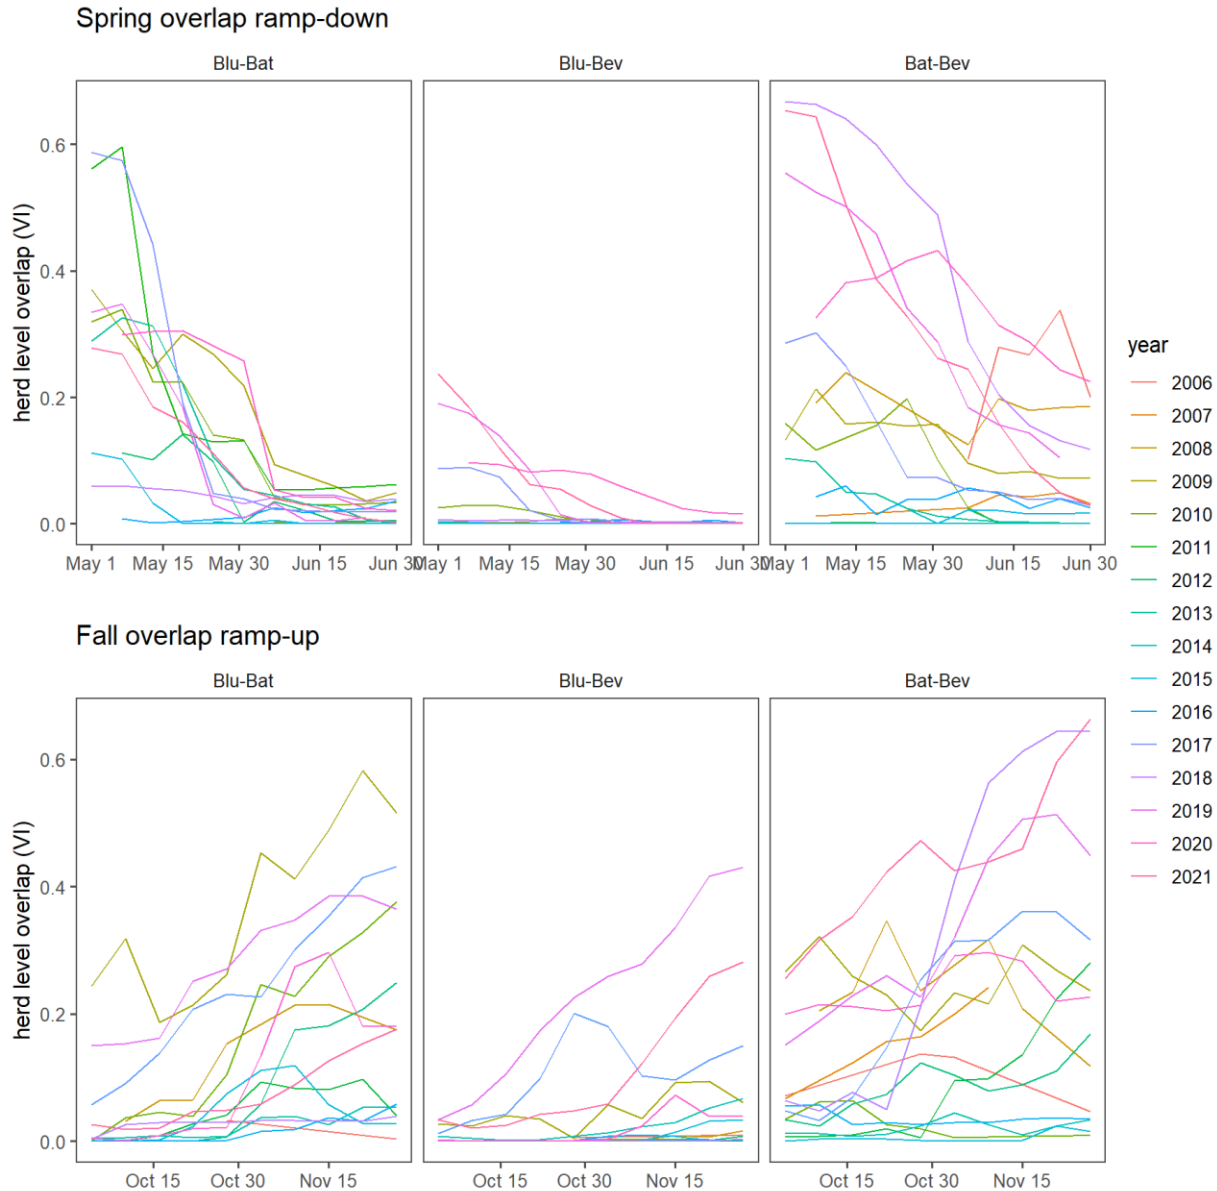 Spring overlap ramp-down
Blu-Bat
Blu-Bev
Bat-Bev
herd level overlap (VI)
0.6
0.4
0.2
0.0
May 1 May 15 May 30 Jun 15 Jun 30
May 1 May 15 May 30 Jun 15 Jun 30
May 1 May 15 May 30 Jun 15 Jun 30
Fall overlap ramp-up
Blu-Bat
Blu-Bev
Bat-Bev
herd level overlap (VI)
0.6
0.4
0.2
0.0
Oct 15 Oct 30 Nov 15
Oct 15 Oct 30 Nov 15
Oct 15 Oct 30 Nov 15
year
2006
2007
2008
2009
2010
2011
2012
2013
2014
2015
2016
2017
2018
2019
2020
2021